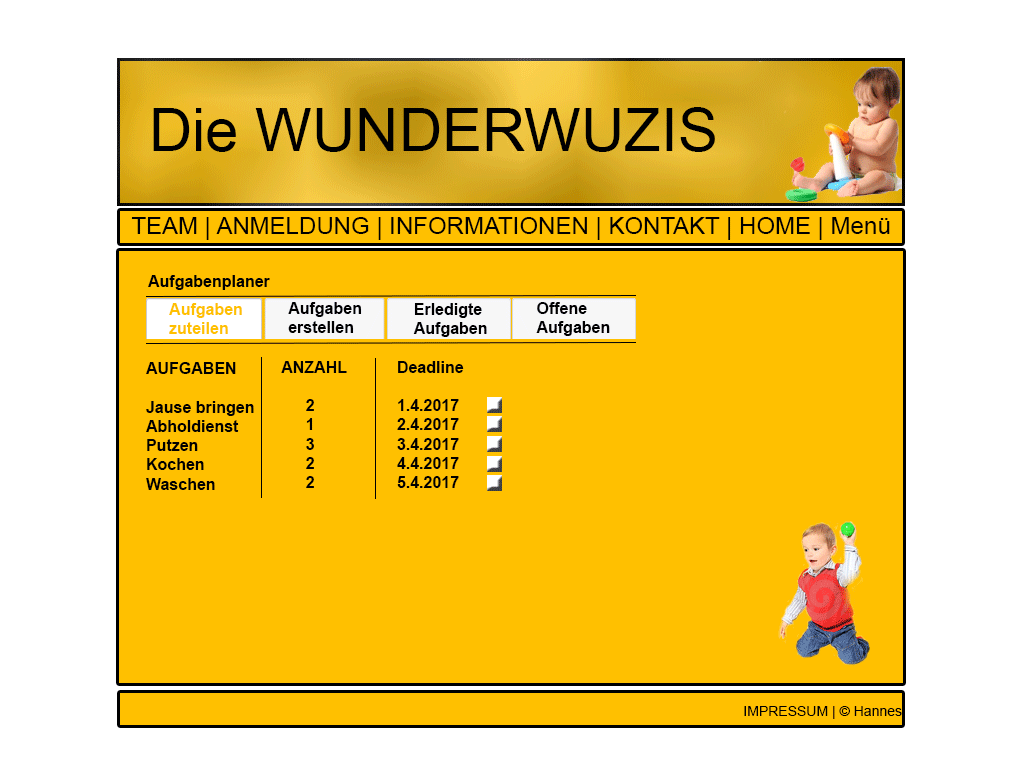 Die WUNDERWUZIS
TEAM | ANMELDUNG | INFORMATIONEN | KONTAKT | HOME | Menü
Aufgabenplaner
Aufgaben zuteilen
Aufgaben erstellen
Erledigte Aufgaben
Offene Aufgaben
AUFGABEN ANZAHL Deadline
Jause bringen 2 1.4.2017
Abholdienst 1 2.4.2017
Putzen 3 3.4.2017
Kochen 2 4.4.2017
Waschen 2 5.4.2017
IMPRESSUM | © Hannes